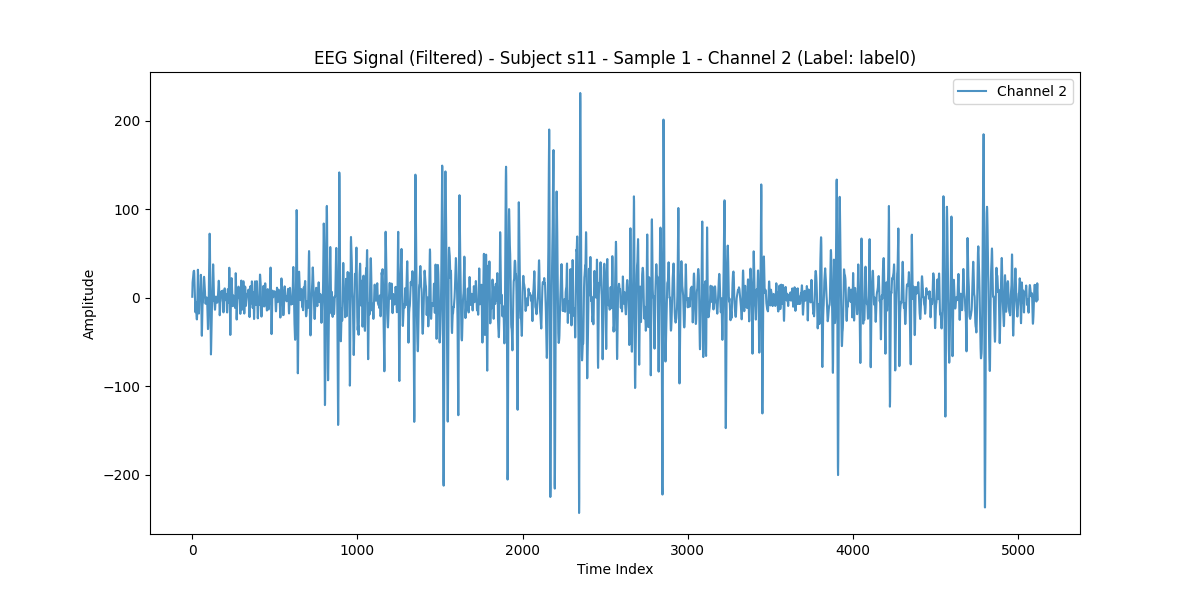 EEG Signal (Filtered) - Subject s11 - Sample 1 - Channel 2 (Label: label0)
Channel 2
200
100
0
−100
−200
Amplitude
0 1000 2000 3000 4000 5000
Time Index